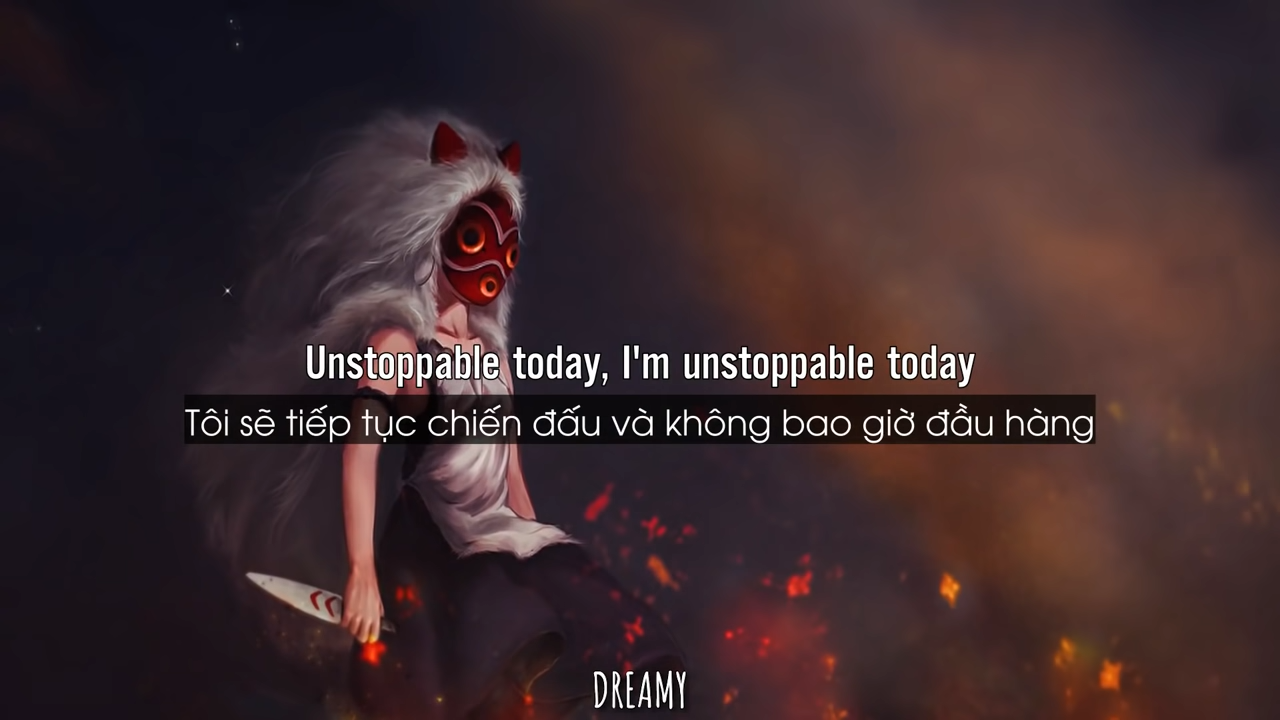 Unstoppable today, I'm unstoppable today
Tôi sẽ tiếp tục chiến đấu và không bao giờ đầu hàng
DREAMY